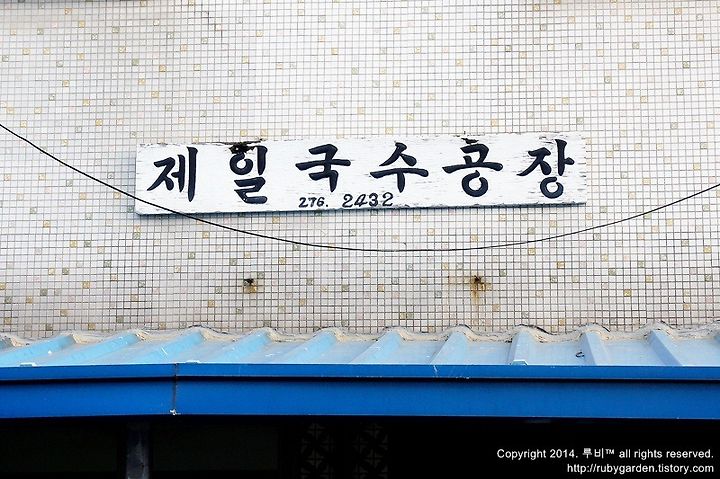 제일국수공장
276. 2432
Copyright 2014. 루비™ all rights reserved.
http://rubygarden.tistory.com